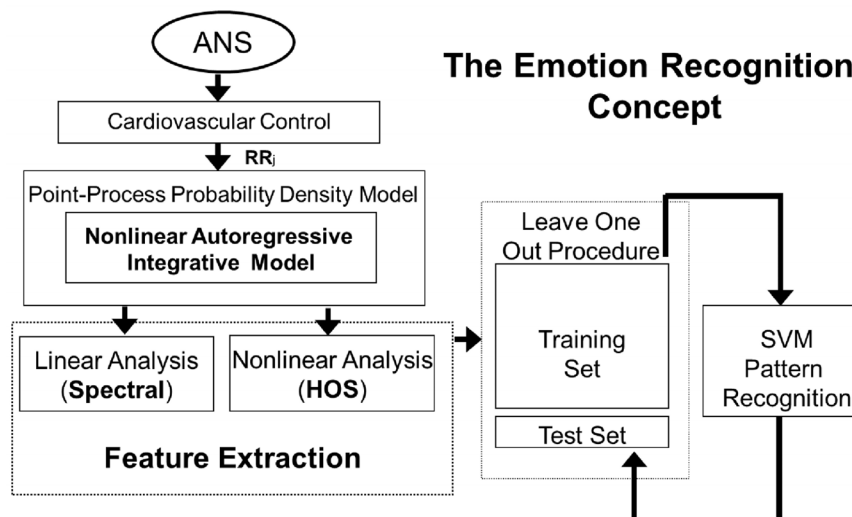 ANS
The Emotion Recognition
Concept
Cardiovascular Control
RRj
Point-Process Probability Density Model
Nonlinear Autoregressive
Integrative Model
Linear Analysis
(Spectral)
Nonlinear Analysis
(HOS)
Feature Extraction
Leave One
Out Procedure
Training
Set
Test Set
SVM
Pattern
Recognition